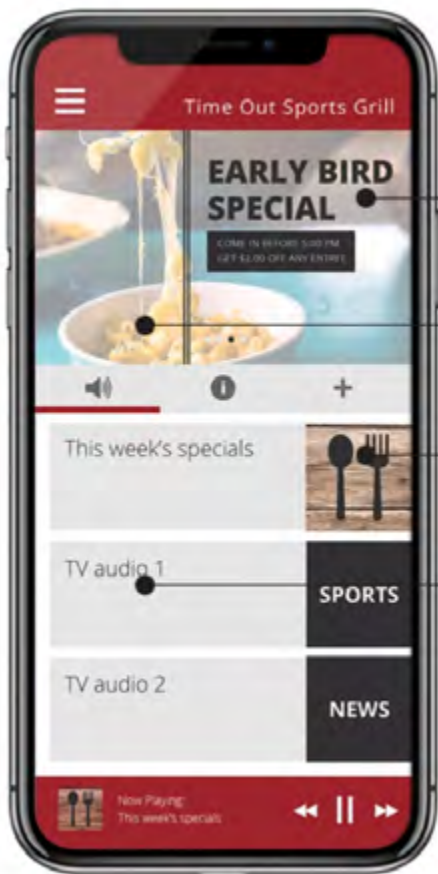 Time Out Sports Grill
EARLY BIRD
SPECIAL
COME IN BEFORE 5:00 PM
GET $2.00 OFF ANY ENTREE
This week's specials
TV audio 1
SPORTS
TV audio 2
NEWS
Now Playing:
This week's specials